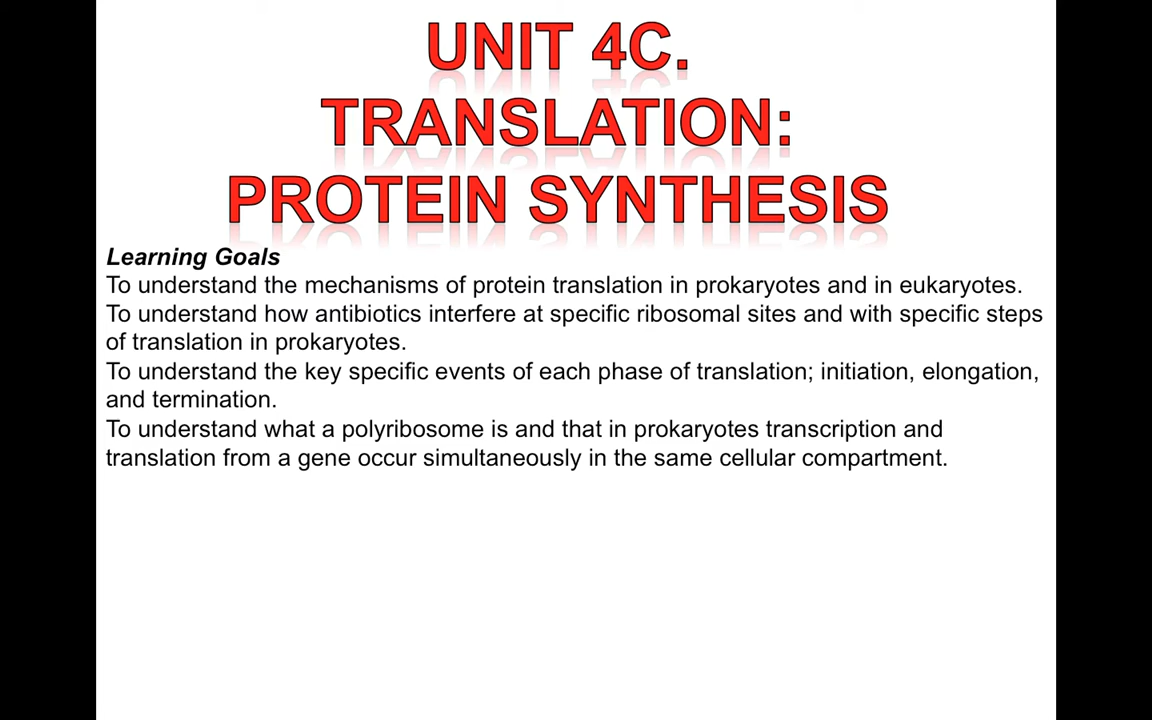 UNIT 4C.
TRANSLATION:
PROTEIN SYNTHESIS
Learning Goals
To understand the mechanisms of protein translation in prokaryotes and in eukaryotes.
To understand how antibiotics interfere at specific ribosomal sites and with specific steps
of translation in prokaryotes.
To understand the key specific events of each phase of translation; initiation, elongation,
and termination.
To understand what a polyribosome is and that in prokaryotes transcription and
translation from a gene occur simultaneously in the same cellular compartment.